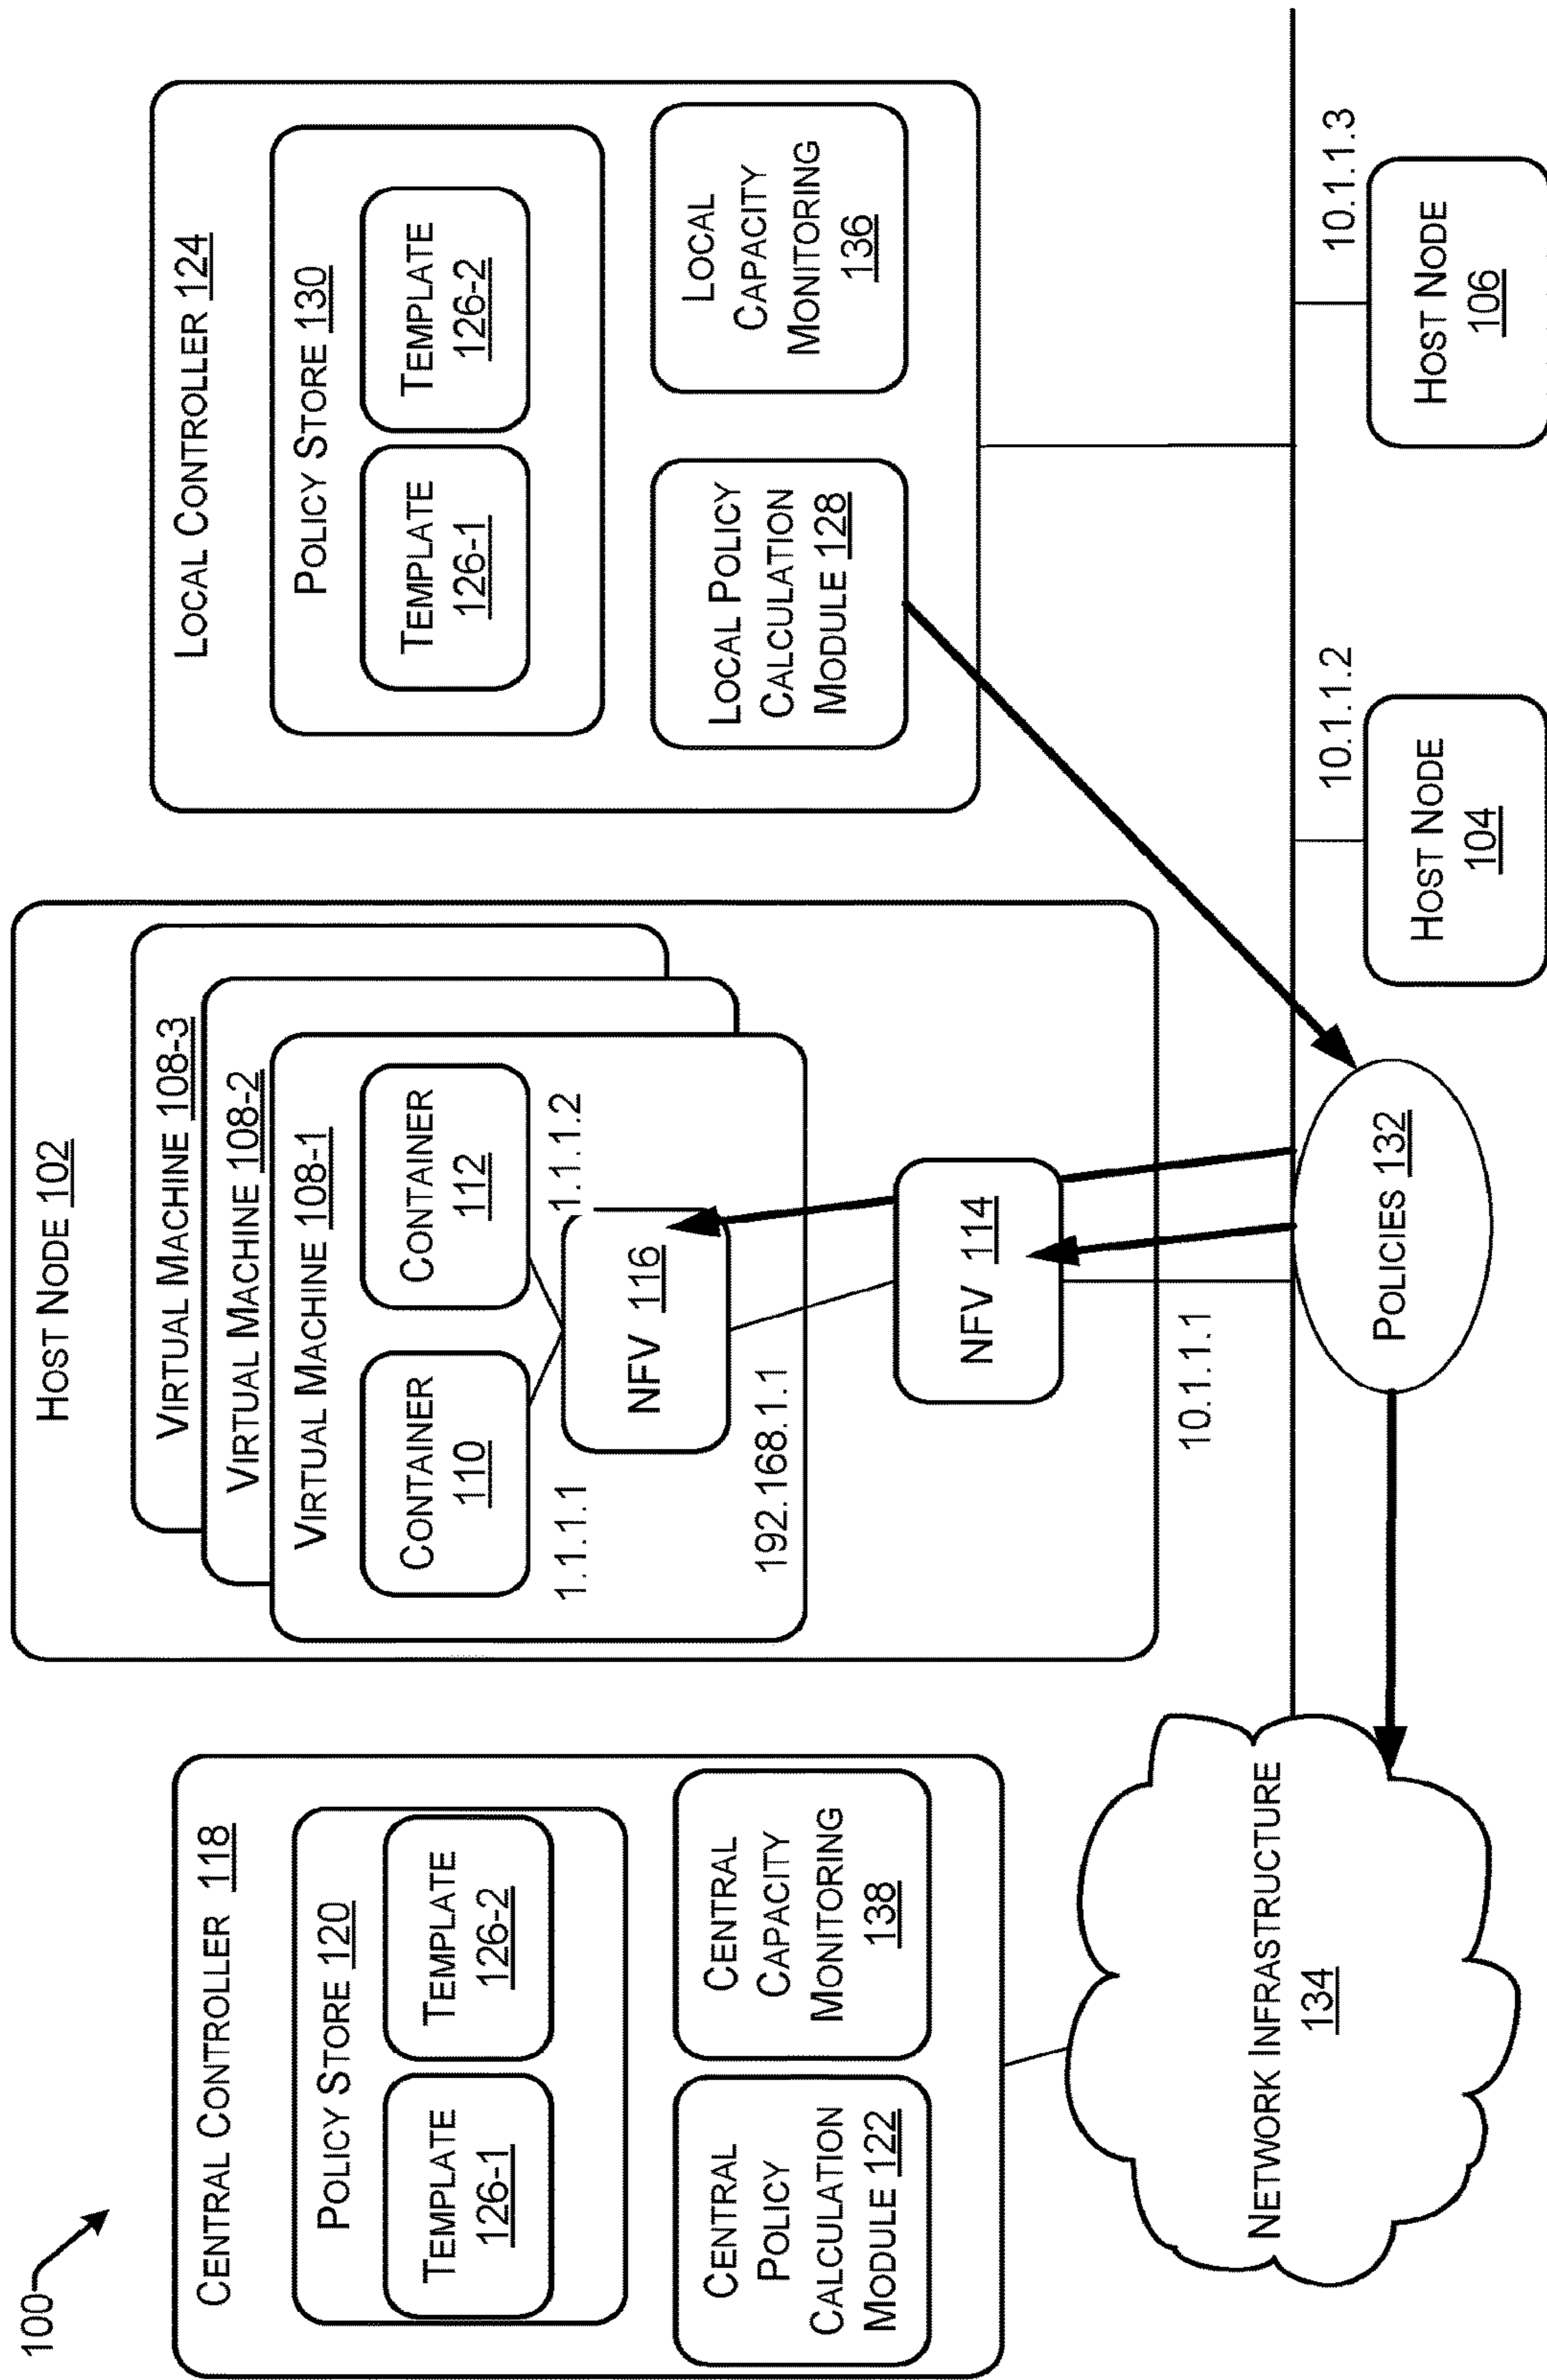 100
CENTRAL CONTROLLER 118
POLICY STORE 120
TEMPLATE
126-1
TEMPLATE
126-2
CENTRAL
POLICY
CALCULATION
MODULE 122
CENTRAL
CAPACITY
MONITORING
138
NETWORK INFRASTRUCTURE
134
HOST NODE 102
VIRTUAL MACHINE 108-3
VIRTUAL MACHINE 108-2
VIRTUAL MACHINE 108-1
CONTAINER
110
CONTAINER
112
1.1.1.1
1.1.1.2
NFV 116
192.168.1.1
NFV 114
10.1.1.1
POLICIES 132
LOCAL CONTROLLER 124
POLICY STORE 130
TEMPLATE
126-1
TEMPLATE
126-2
LOCAL POLICY
CALCULATION
MODULE 128
LOCAL
CAPACITY
MONITORING
136
10.1.1.2
HOST NODE
104
10.1.1.3
HOST NODE
106